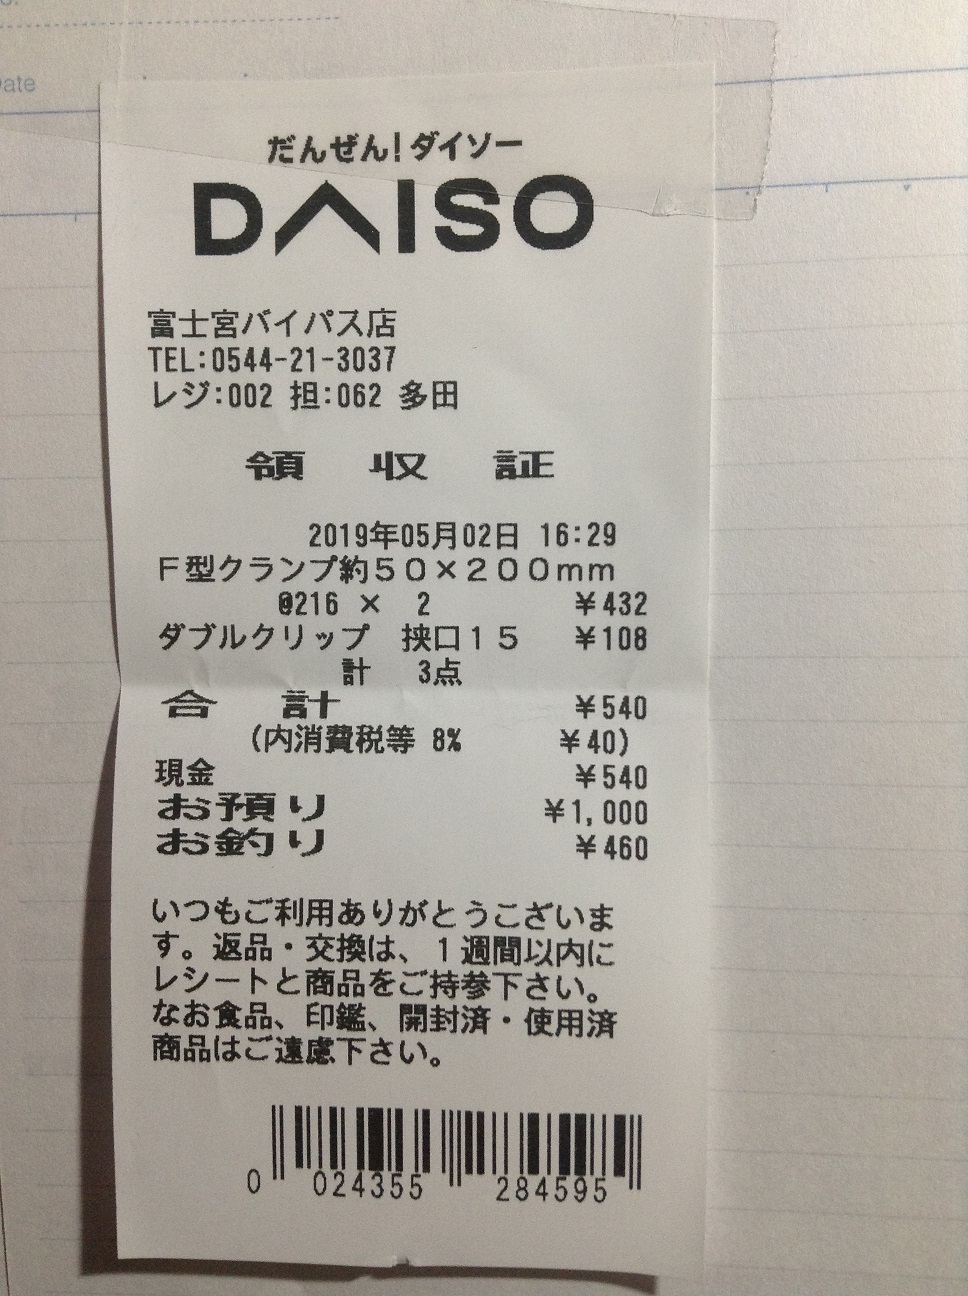 Date
だんぜん!ダイソー
DAISO
富士宮バイパス店
TEL:0544-21-3037
レジ:002 担:062 多田
領 収 証
2019年05月02日 16:29
F型クランプ約50×200mm
@216 × 2 ¥432
ダブルクリップ 挟口15 ¥108
計 3点
合 計 ¥540
(内消費税等 8% ¥40)
現金 ¥540
お預り ¥1,000
お釣り ¥460
いつもご利用ありがとうございま
す。返品・交換は、1週間以内に
レシートと商品をご持参下さい。
なお食品、印鑑、開封済・使用済
商品はご遠慮下さい。
0 024355 284595